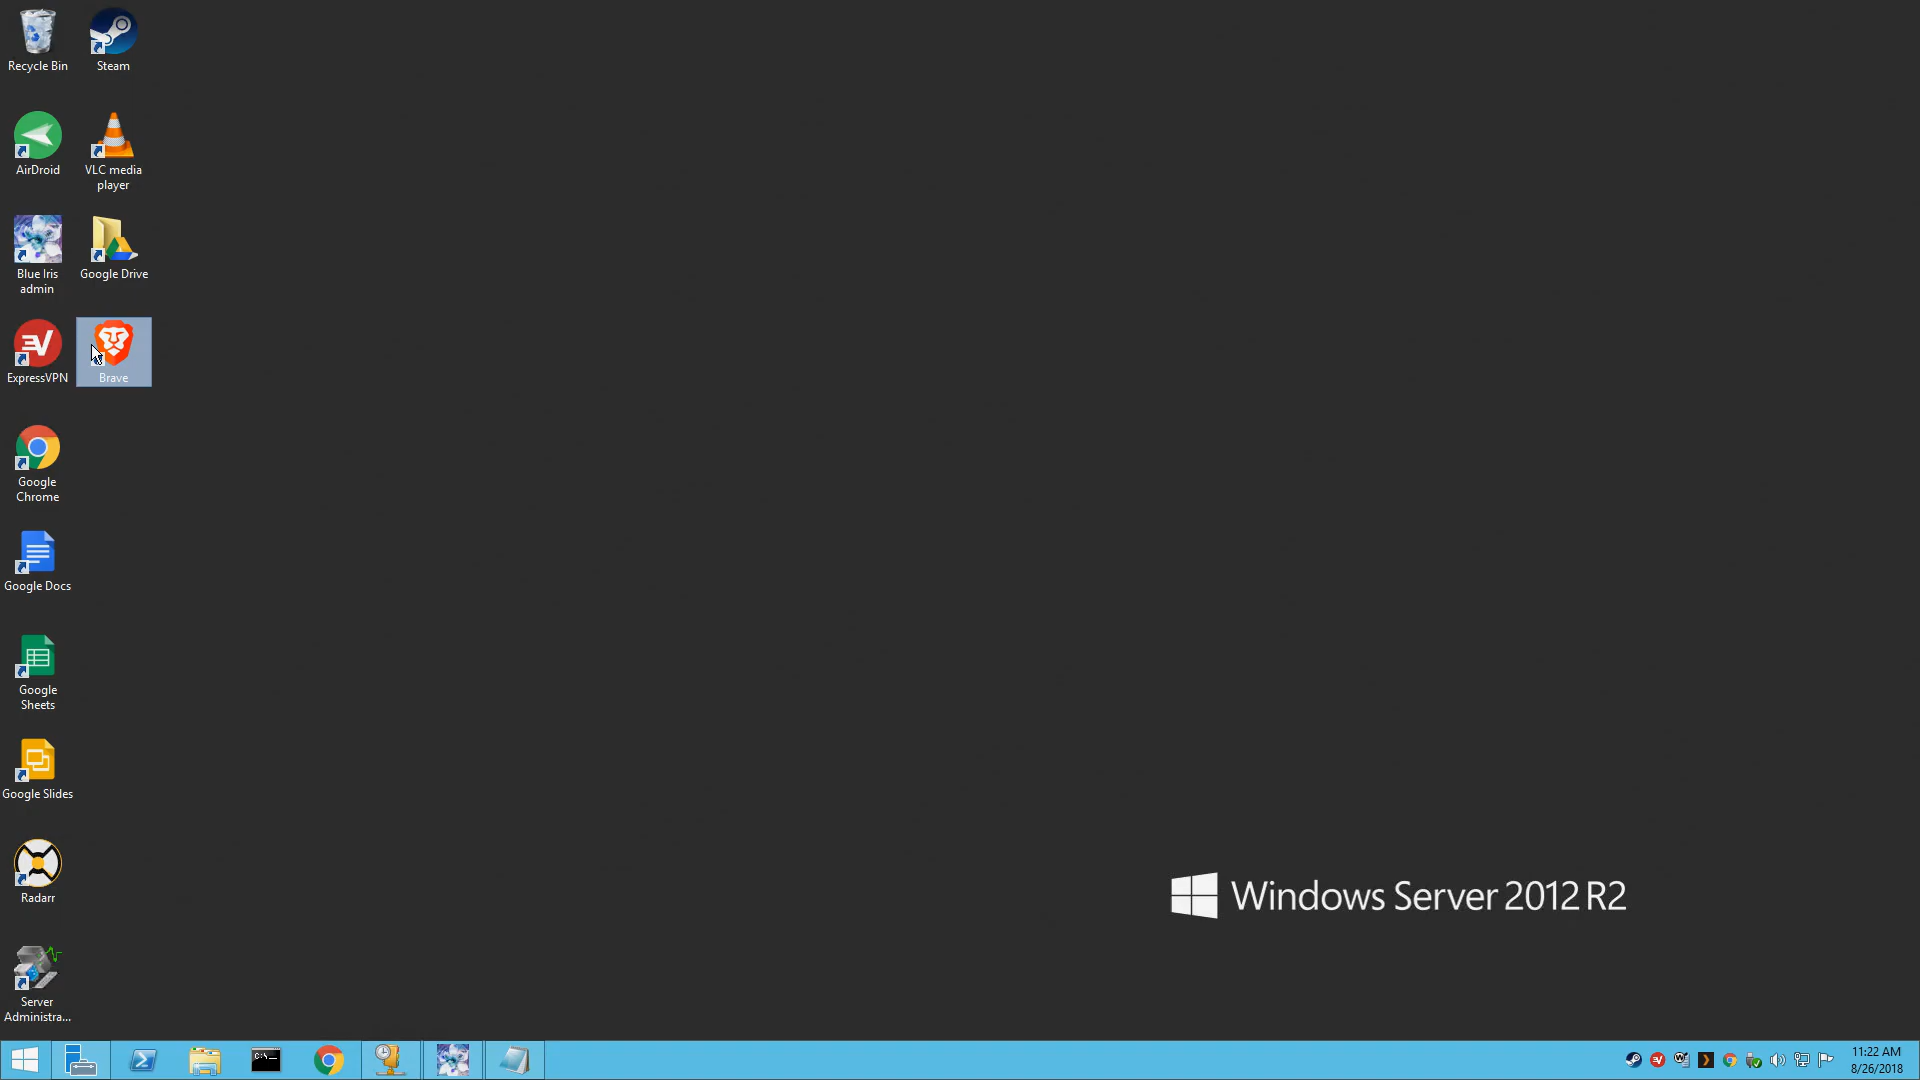 Recycle Bin
Steam
AirDroid
VLC media
player
Blue Iris
admin
Google Drive
ExpressVPN
Brave
Google
Chrome
Google Docs
Google
Sheets
Google Slides
Radarr
Server
Administra...
Windows Server 2012 R2
C:\_
11:22 AM
8/26/2018